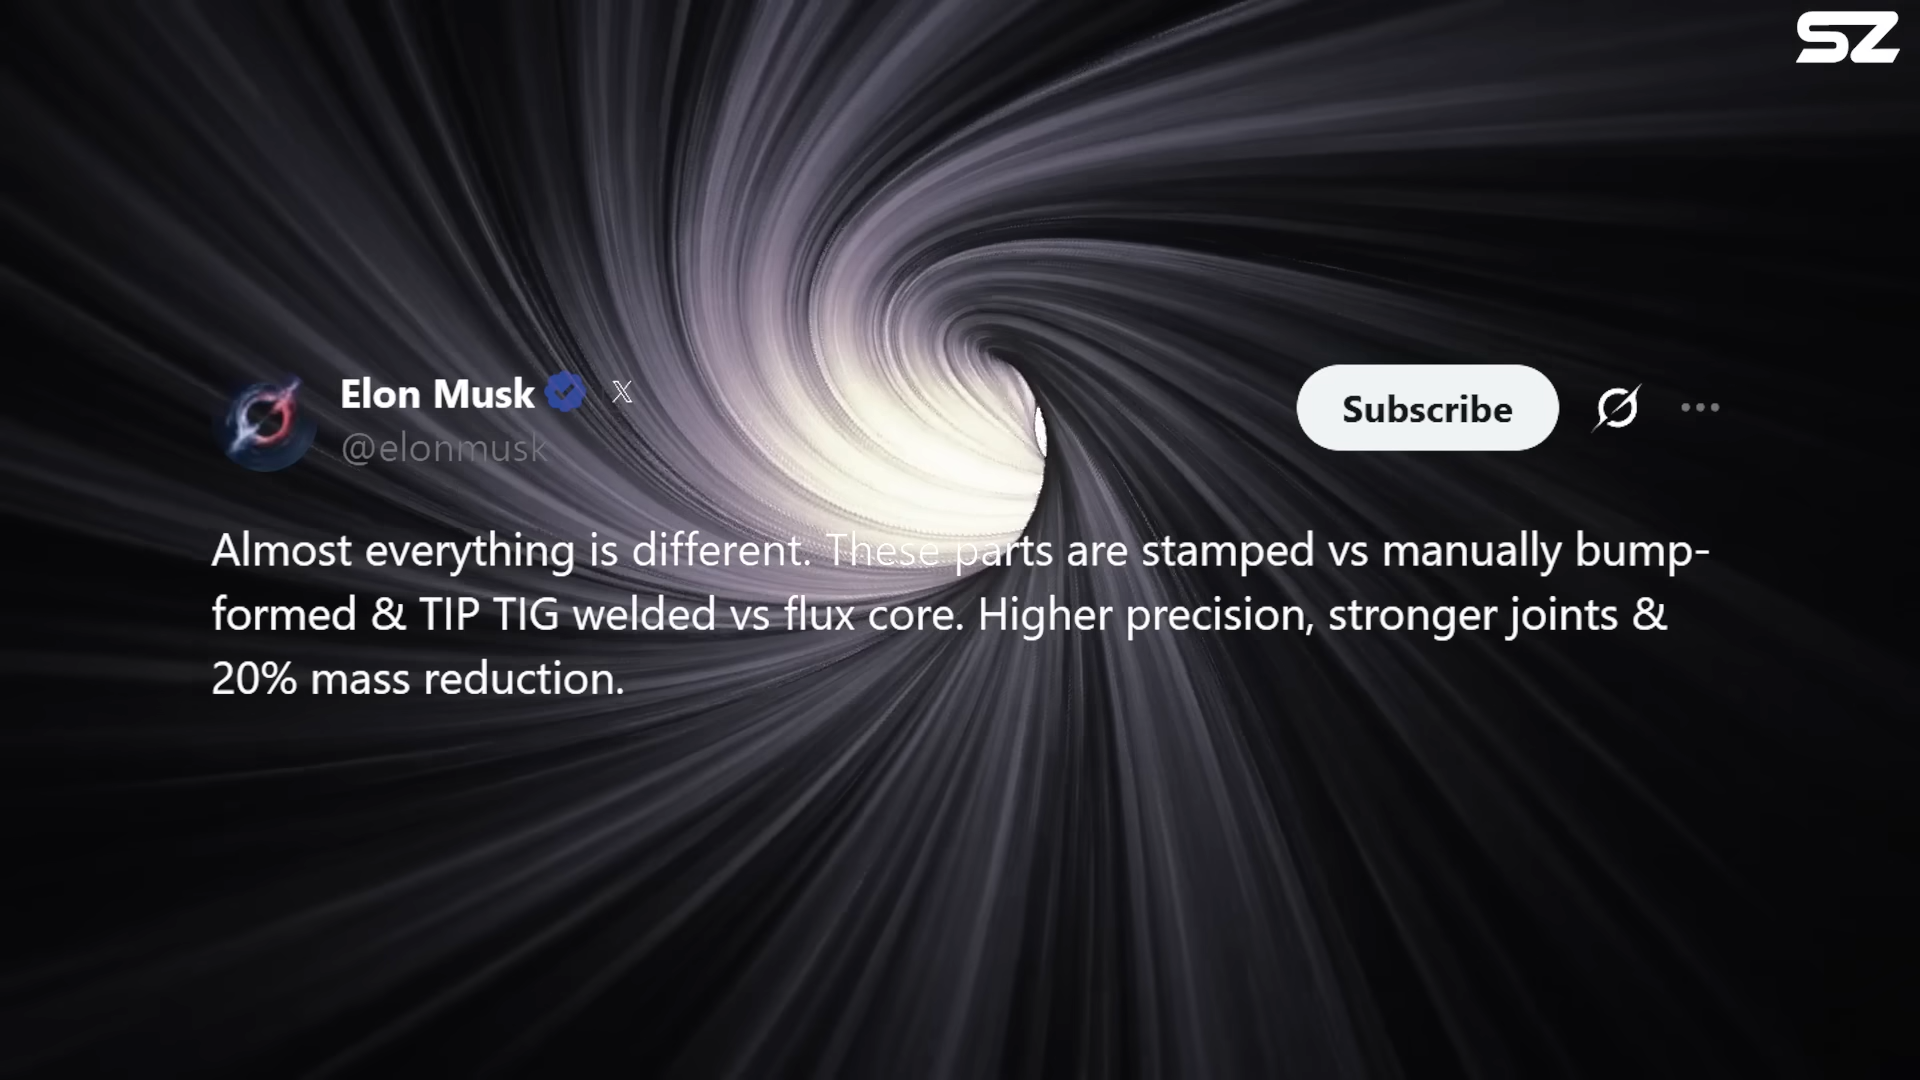 SZ
Elon Musk X
Subscribe
@elonmusk
Almost everything is different. These parts are stamped vs manually bump-
formed & TIP TIG welded vs flux core. Higher precision, stronger joints &
20% mass reduction.